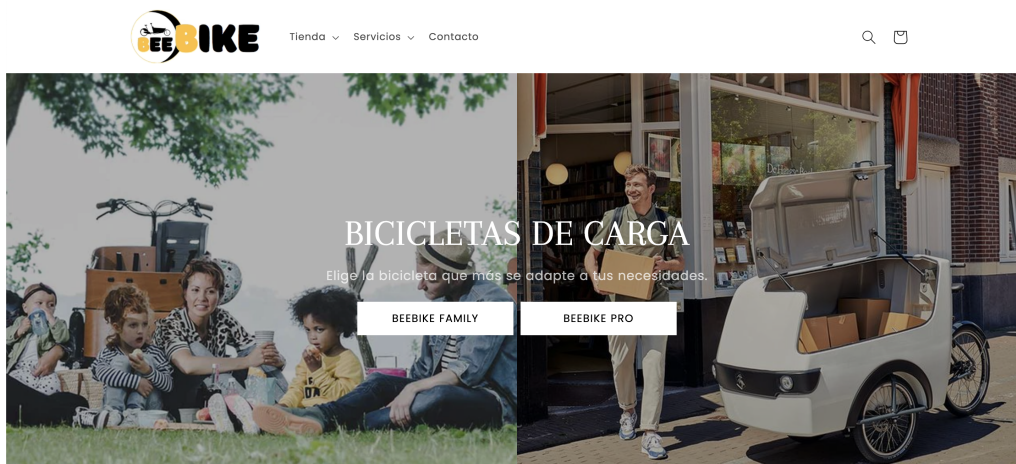 BEEBIKE
Tienda Servicios Contacto
BICICLETAS DE CARGA
Elige la bicicleta que más se adapte a tus necesidades.
BEEBIKE FAMILY
BEEBIKE PRO